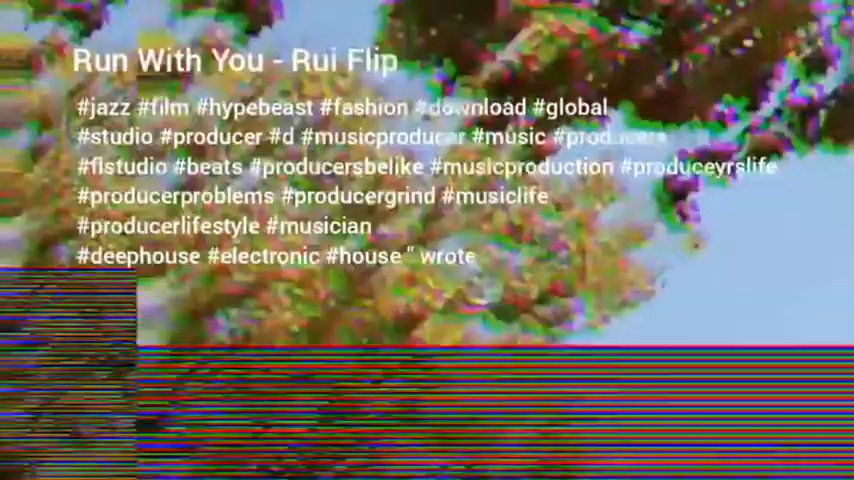 Run With You - Rui Flip
#jazz #film #hypebeast #fashion #download #global
#studio #producer #d #musicproducer #music #producers
#flstudio #beats #producersbelike #musicproduction #produceyrslife
#producerproblems #producergrind #musiclife
#producerlifestyle #musician
#deephouse #electronic #house " wrote